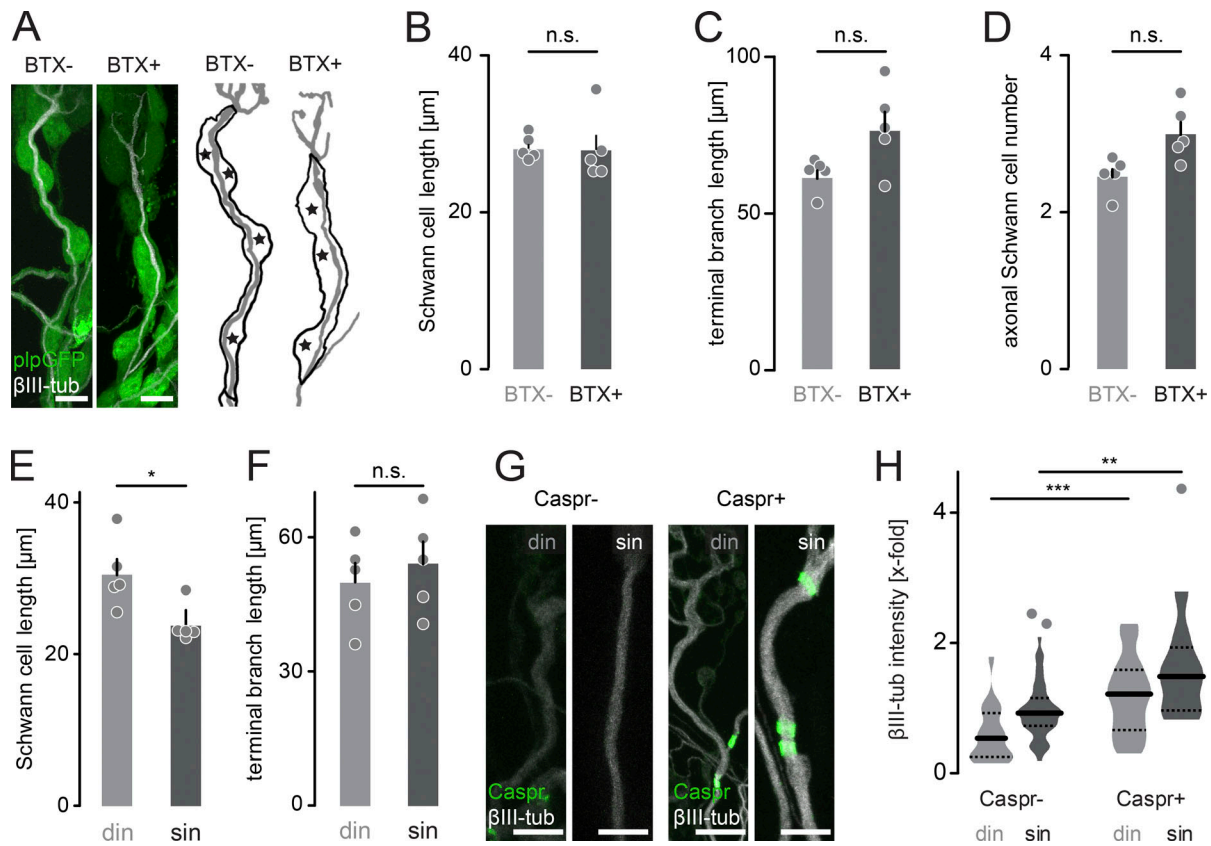 A
BTX-
BTX+
BTX-
BTX+
plpGFP
βIII-tub
B
n.s.
Schwann cell length [µm]
40
20
0
BTX-
BTX+
C
n.s.
terminal branch length [µm]
100
50
0
BTX-
BTX+
D
n.s.
axonal Schwann cell number
4
2
0
BTX-
BTX+
E
*
Schwann cell length [µm]
40
20
0
din
sin
F
n.s.
terminal branch length [µm]
60
30
0
din
sin
G
Caspr-
Caspr+
din
sin
din
sin
Caspr
βIII-tub
Caspr
βIII-tub
H
**
***
βIII-tub intensity [x-fold]
4
2
0
Caspr-
Caspr+
din
sin
din
sin